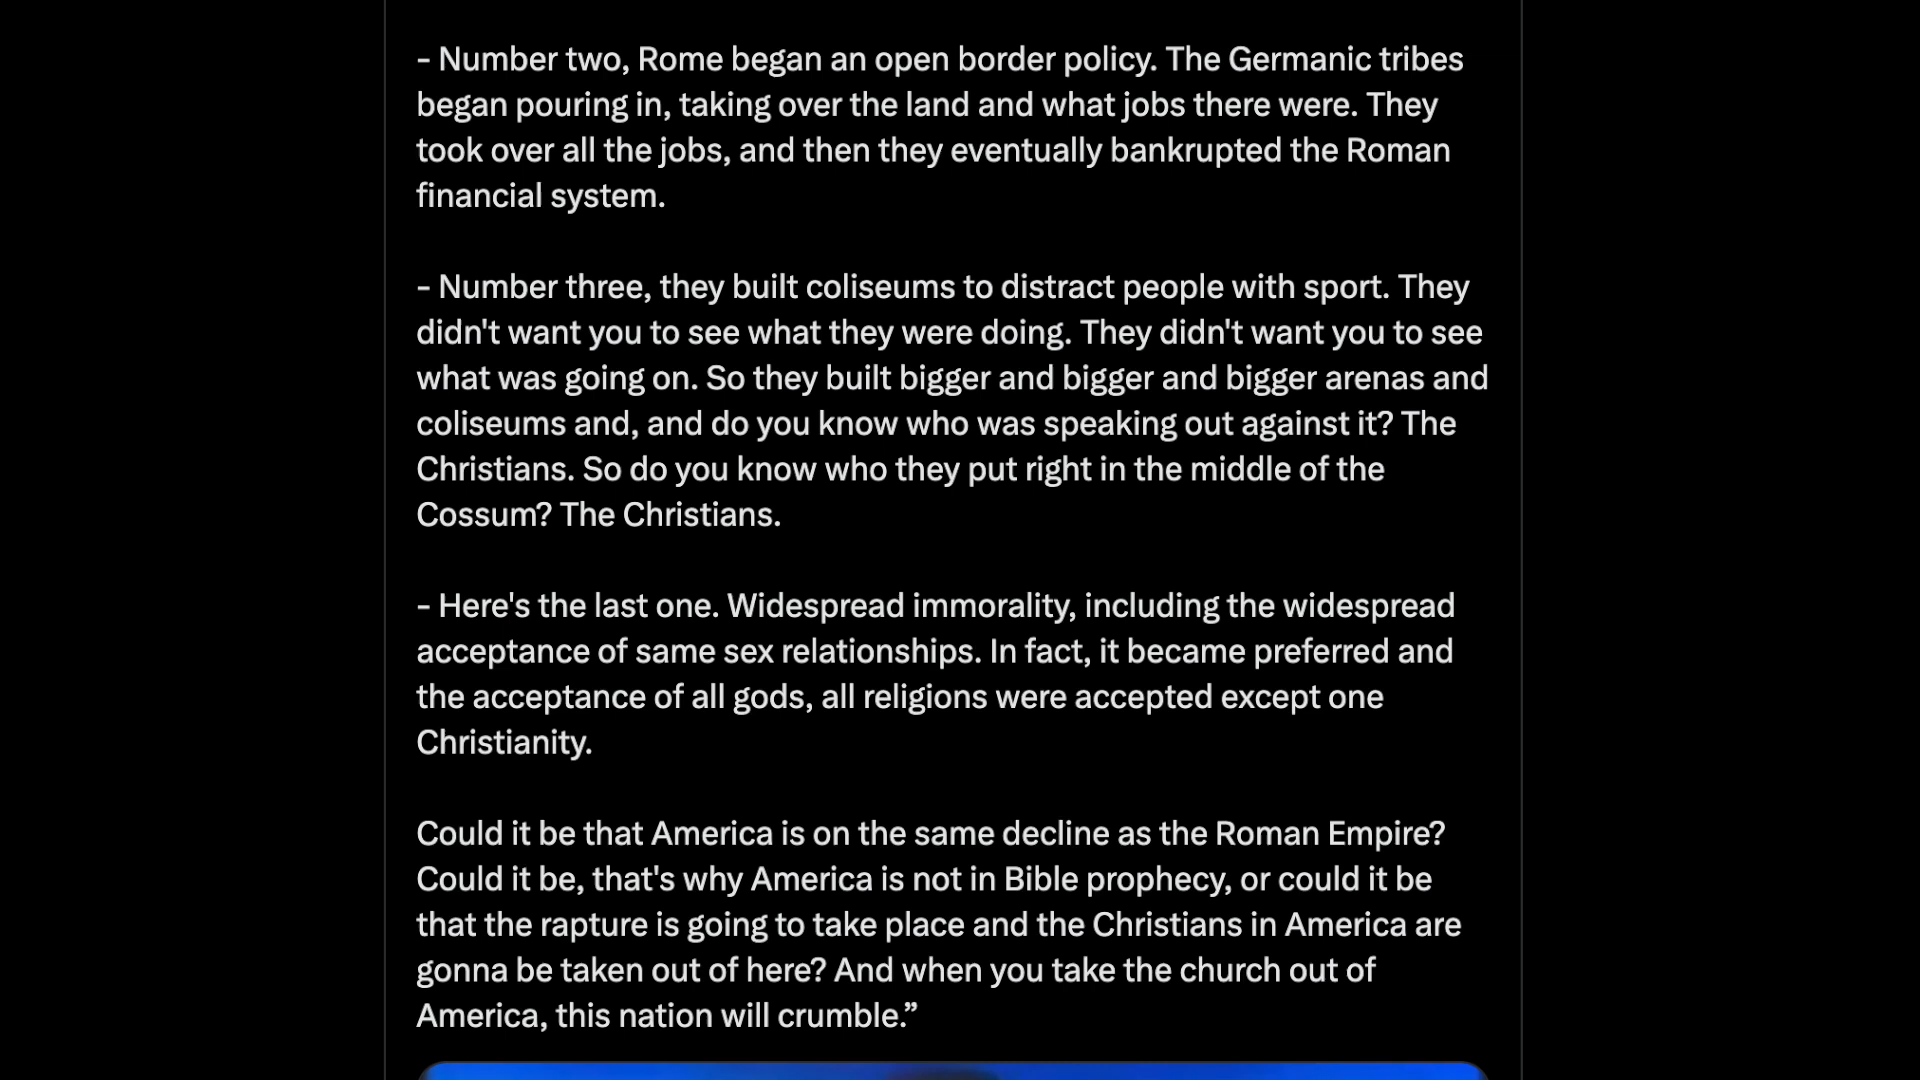 - Number two, Rome began an open border policy. The Germanic tribes
began pouring in, taking over the land and what jobs there were. They
took over all the jobs, and then they eventually bankrupted the Roman
financial system.
- Number three, they built coliseums to distract people with sport. They
didn't want you to see what they were doing. They didn't want you to see
what was going on. So they built bigger and bigger and bigger arenas and
coliseums and, and do you know who was speaking out against it? The
Christians. So do you know who they put right in the middle of the
Cossum? The Christians.
- Here's the last one. Widespread immorality, including the widespread
acceptance of same sex relationships. In fact, it became preferred and
the acceptance of all gods, all religions were accepted except one
Christianity.
Could it be that America is on the same decline as the Roman Empire?
Could it be, that's why America is not in Bible prophecy, or could it be
that the rapture is going to take place and the Christians in America are
gonna be taken out of here? And when you take the church out of
America, this nation will crumble.”